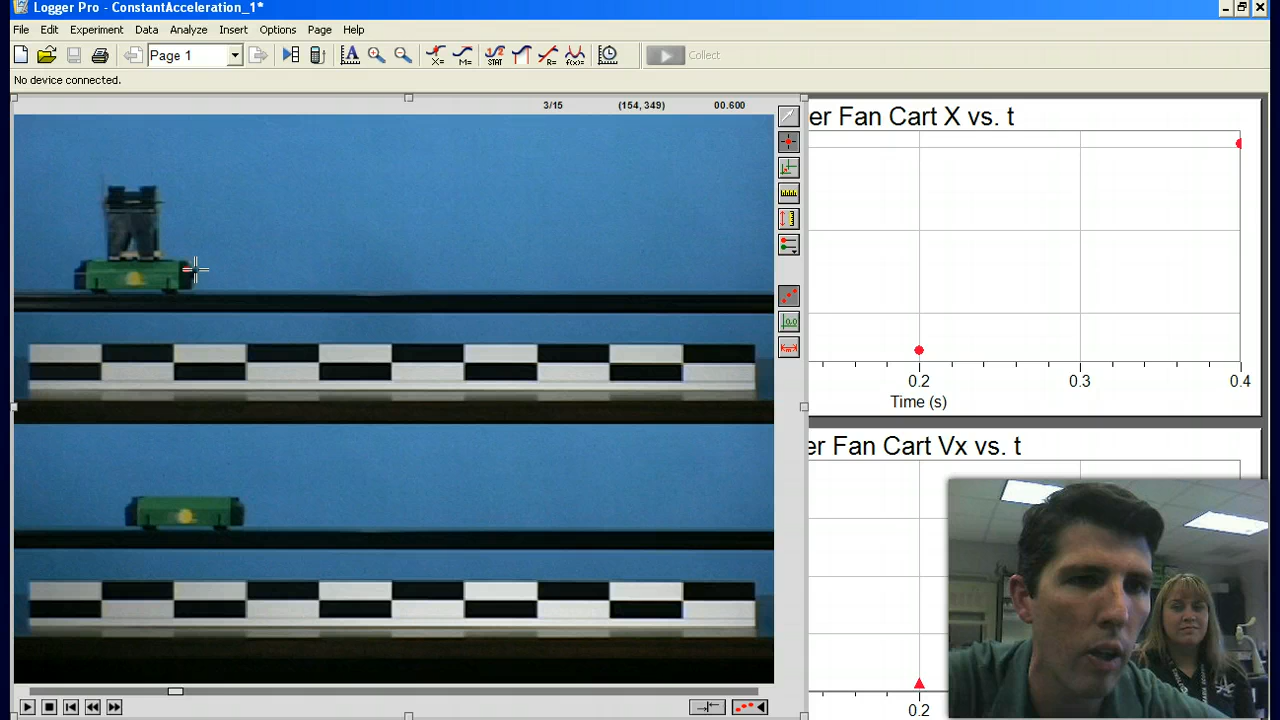 Logger Pro - ConstantAcceleration_1*
File Edit Experiment Data Analyze Insert Options Page Help
Page 1
Collect
No device connected.
3/15 (154, 349) 00.600
er Fan Cart X vs. t
0.2 0.3 0.4
Time (s)
er Fan Cart Vx vs. t
0.2